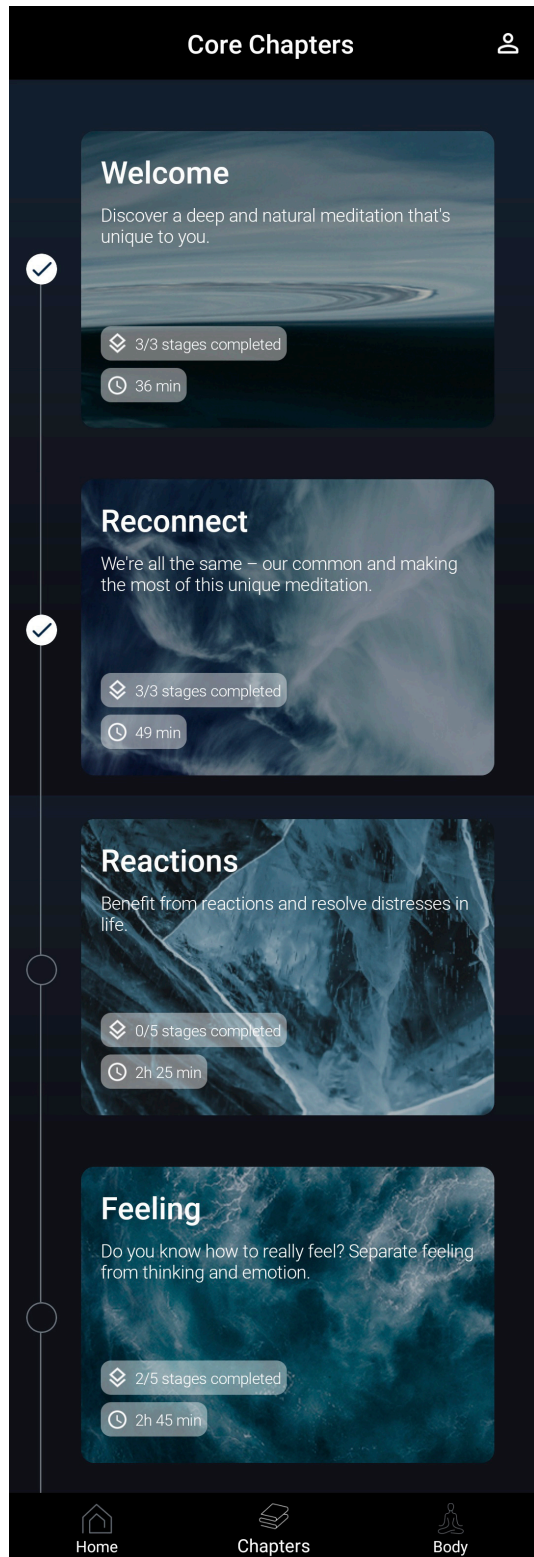 Core Chapters
Welcome
Discover a deep and natural meditation that's
unique to you.
3/3 stages completed
36 min
Reconnect
We're all the same – our common and making
the most of this unique meditation.
3/3 stages completed
49 min
Reactions
Benefit from reactions and resolve distresses in
life.
0/5 stages completed
2h 25 min
Feeling
Do you know how to really feel? Separate feeling
from thinking and emotion.
2/5 stages completed
2h 45 min
Home
Chapters
Body